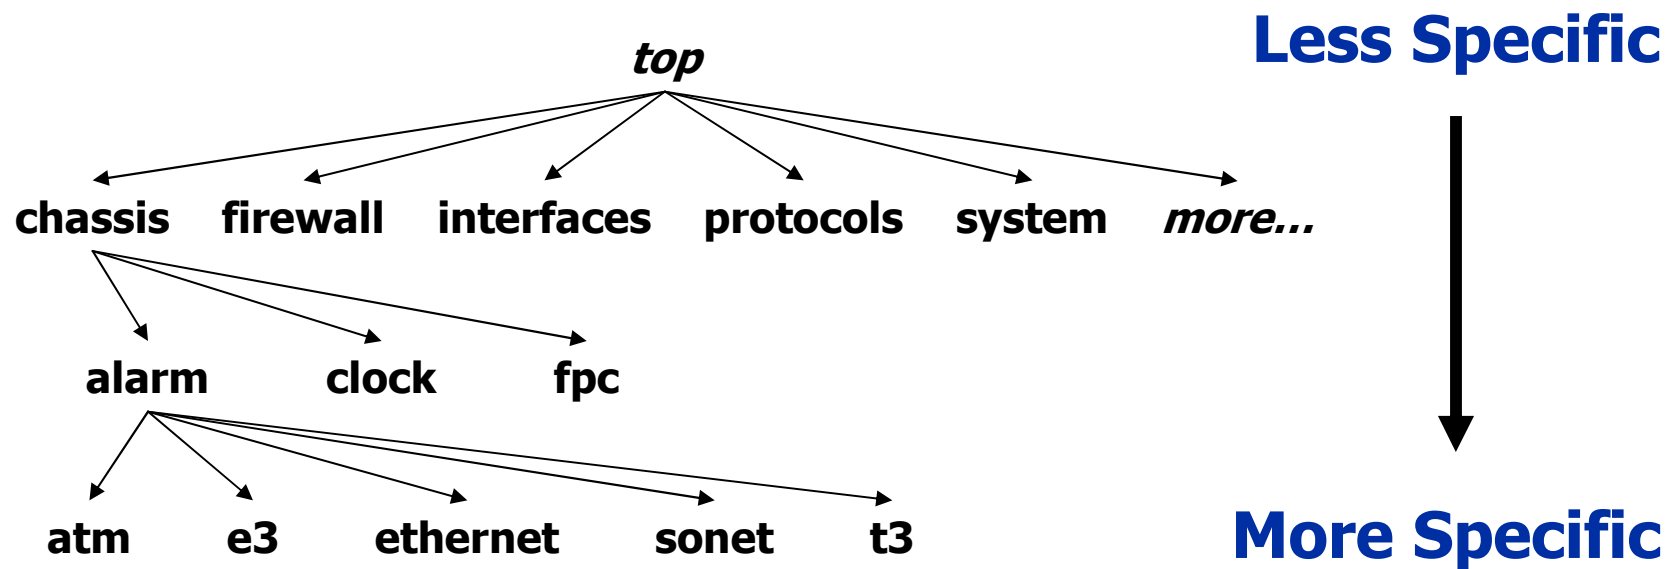 Less Specific
top
chassis firewall interfaces protocols system more...
alarm clock fpc
atm e3 ethernet sonet t3
More Specific